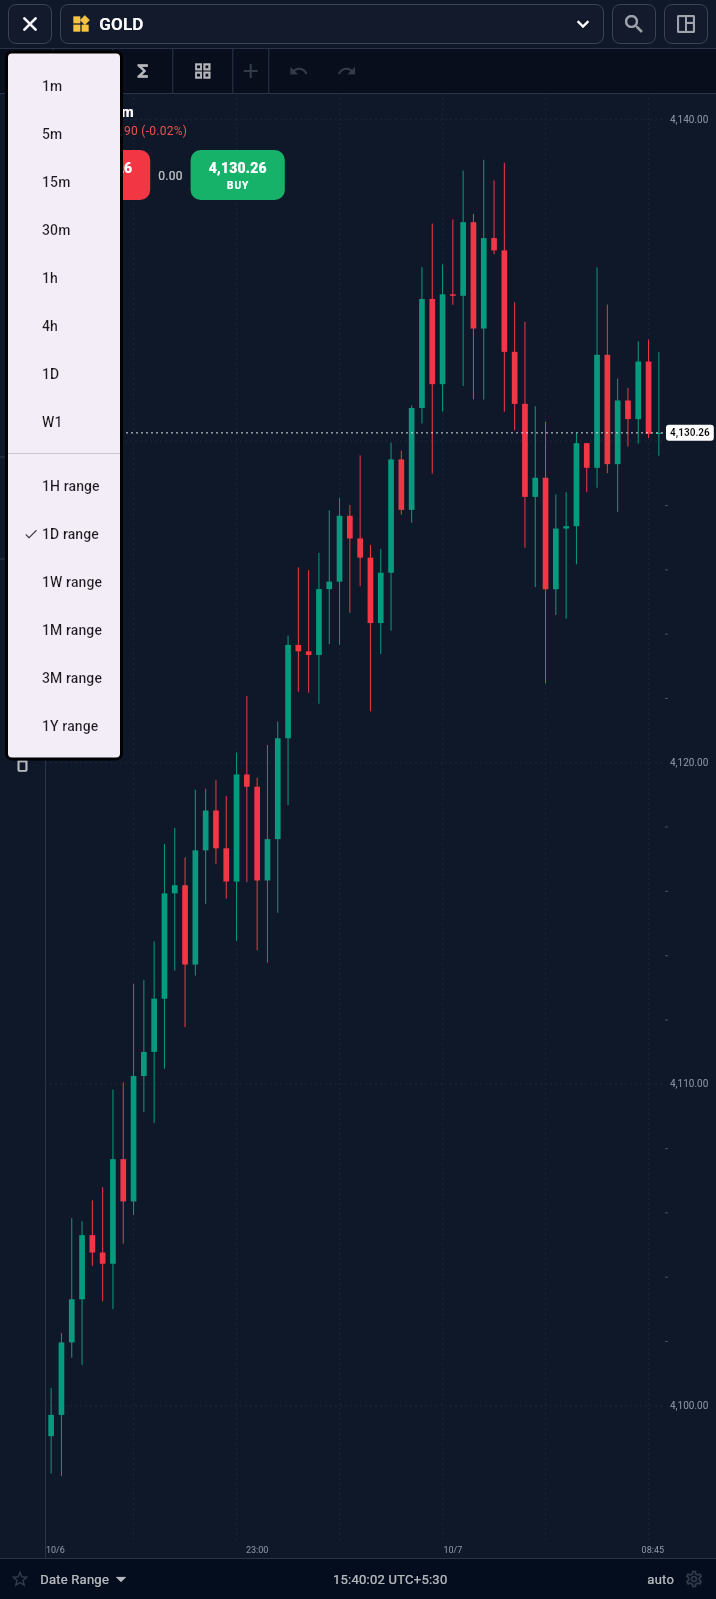 GOLD
Σ
m
90 (-0.02%)
6
0.00
4,130.26
BUY
1m
5m
15m
30m
1h
4h
1D
W1
1H range
1D range
1W range
1M range
3M range
1Y range
4,140.00
4,130.26
4,120.00
4,110.00
4,100.00
10/6
23:00
10/7
08:45
Date Range
15:40:02 UTC+5:30
auto